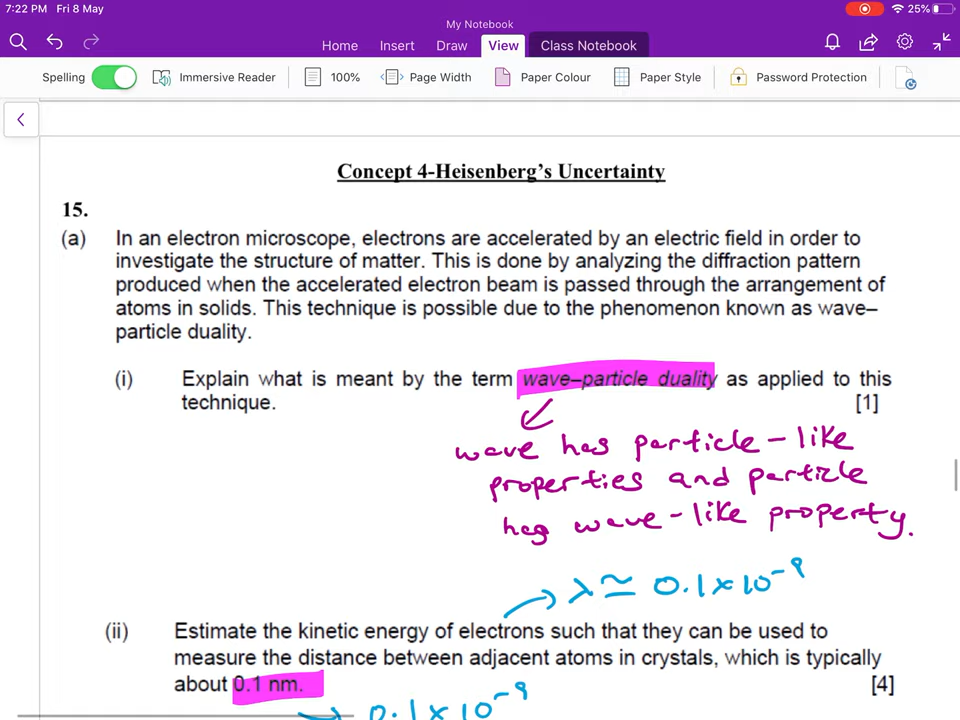 7:22 PM Fri 8 May
25%
My Notebook
Home Insert Draw View Class Notebook
Spelling Immersive Reader 100% Page Width Paper Colour Paper Style Password Protection
Concept 4-Heisenberg's Uncertainty
15.
(a) In an electron microscope, electrons are accelerated by an electric field in order to
investigate the structure of matter. This is done by analyzing the diffraction pattern
produced when the accelerated electron beam is passed through the arrangement of
atoms in solids. This technique is possible due to the phenomenon known as wave–
particle duality.
(i) Explain what is meant by the term wave–particle duality as applied to this
technique. [1]
wave has particle-like
properties and particle
has wave-like property.
λ ≃ 0.1×10⁻⁹
(ii) Estimate the kinetic energy of electrons such that they can be used to
measure the distance between adjacent atoms in crystals, which is typically
about 0.1 nm. [4]
0.1×10⁻⁹